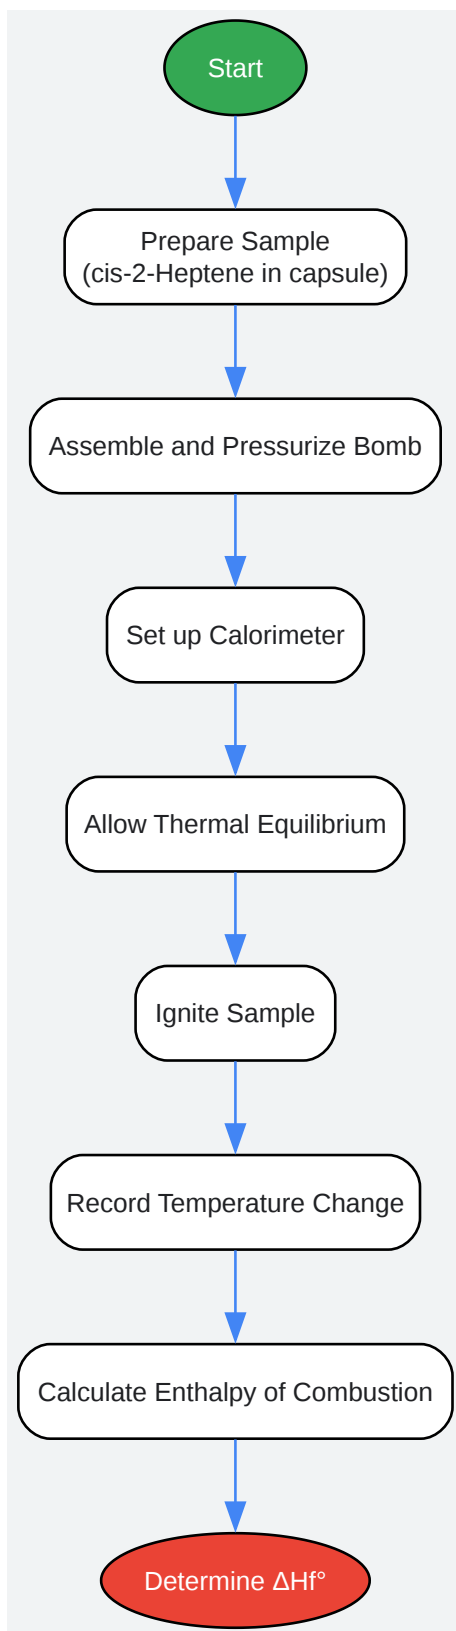 Start
Prepare Sample
(cis-2-Heptene in capsule)
Assemble and Pressurize Bomb
Set up Calorimeter
Allow Thermal Equilibrium
Ignite Sample
Record Temperature Change
Calculate Enthalpy of Combustion
Determine ΔHf°